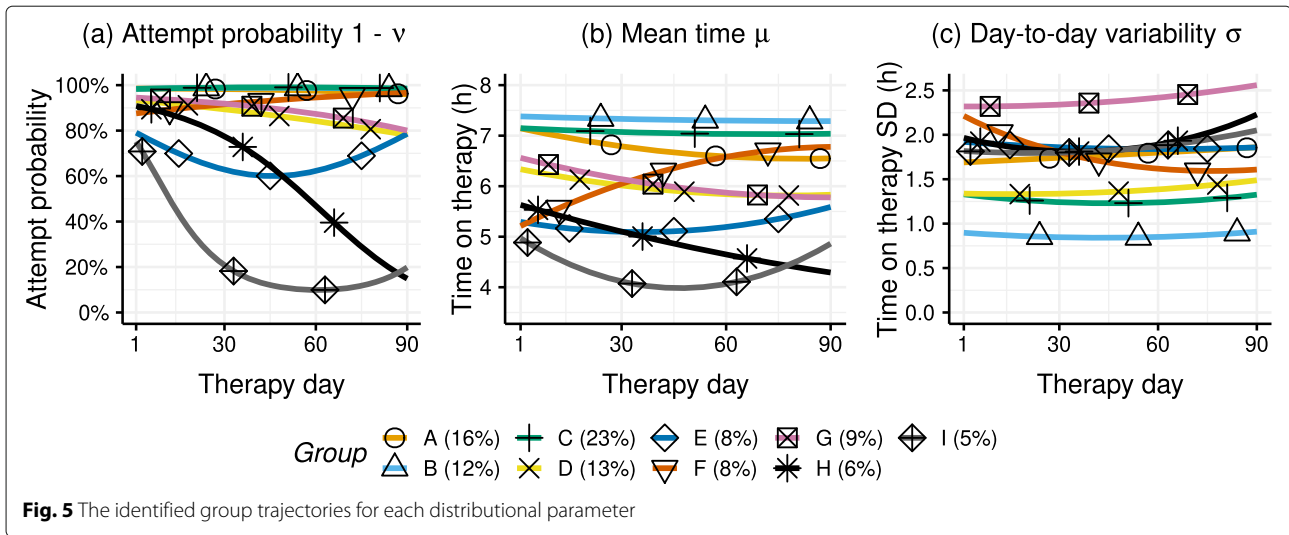 (a) Attempt probability 1 - ν
(b) Mean time μ
(c) Day-to-day variability σ
Attempt probability
100%
80%
60%
40%
20%
0%
1
30
60
90
Therapy day
Time on therapy (h)
8
7
6
5
4
1
30
60
90
Therapy day
Time on therapy SD (h)
2.5
2.0
1.5
1.0
0.5
0.0
1
30
60
90
Therapy day
Group
A (16%) C (23%) E (8%) G (9%) I (5%)
B (12%) D (13%) F (8%) H (6%)
Fig. 5 The identified group trajectories for each distributional parameter